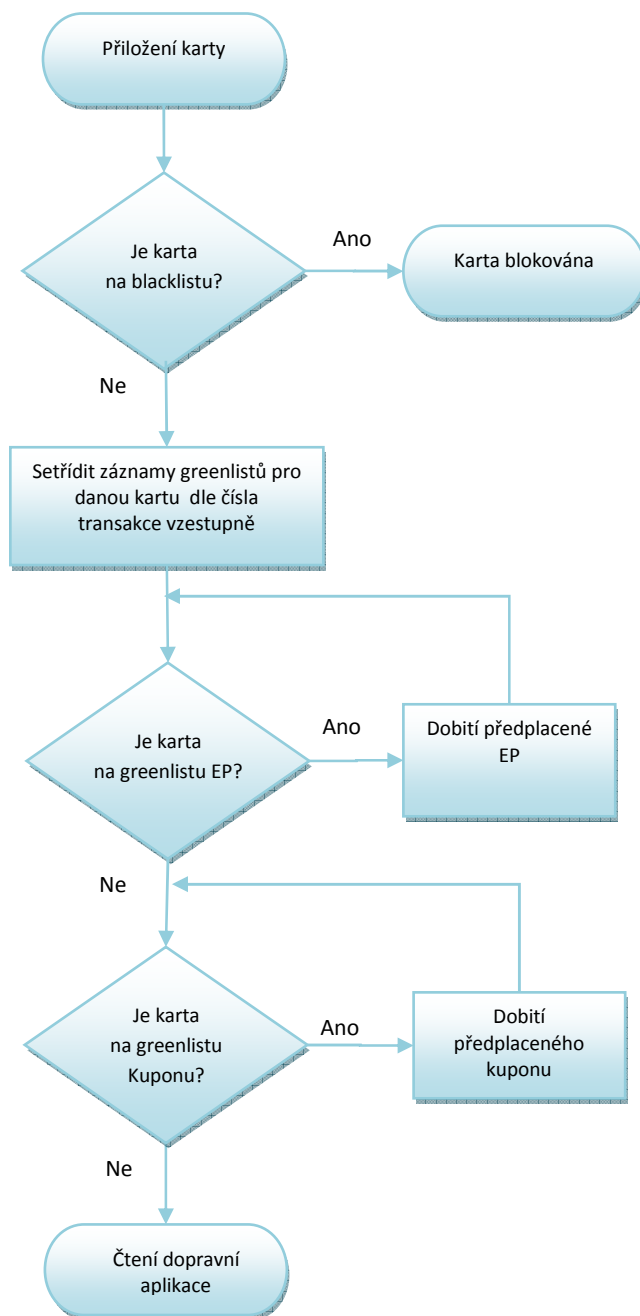 Přiložení karty
Je karta
na blacklistu?
Ano
Karta blokována
Ne
Setřídit záznamy greenlistů pro
danou kartu dle čísla
transakce vzestupně
Je karta
na greenlistu EP?
Ano
Dobití předplacené
EP
Ne
Je karta
na greenlistu
Kuponu?
Ano
Dobití
předplaceného
kuponu
Ne
Čtení dopravní
aplikace